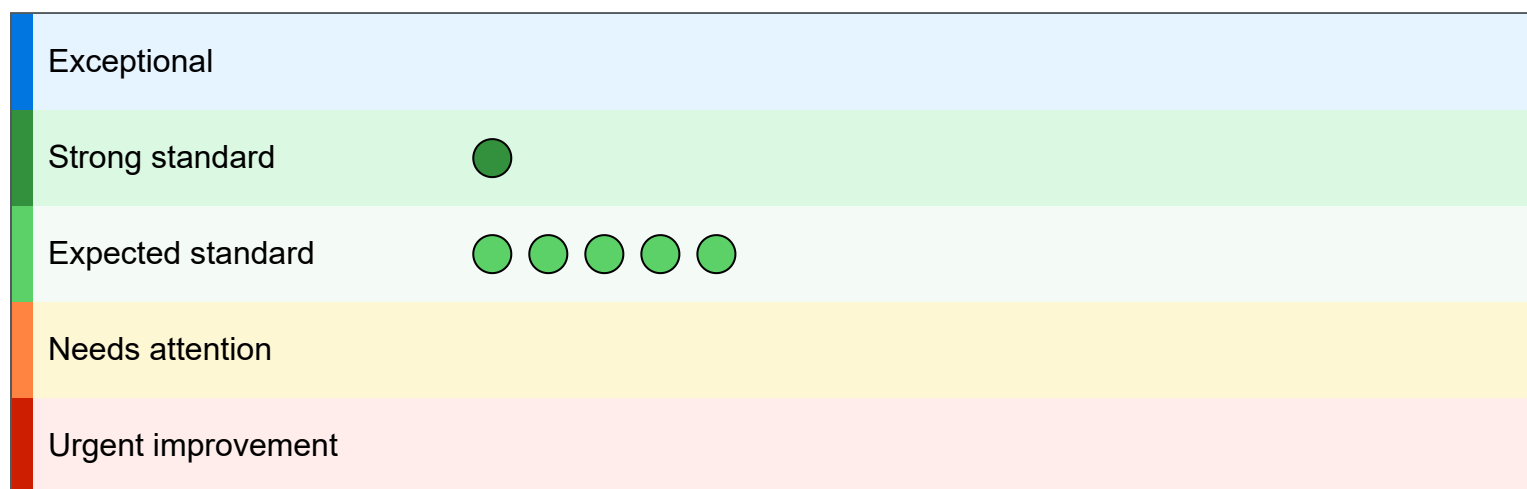 Exceptional
Strong standard
Expected standard
Needs attention
Urgent improvement